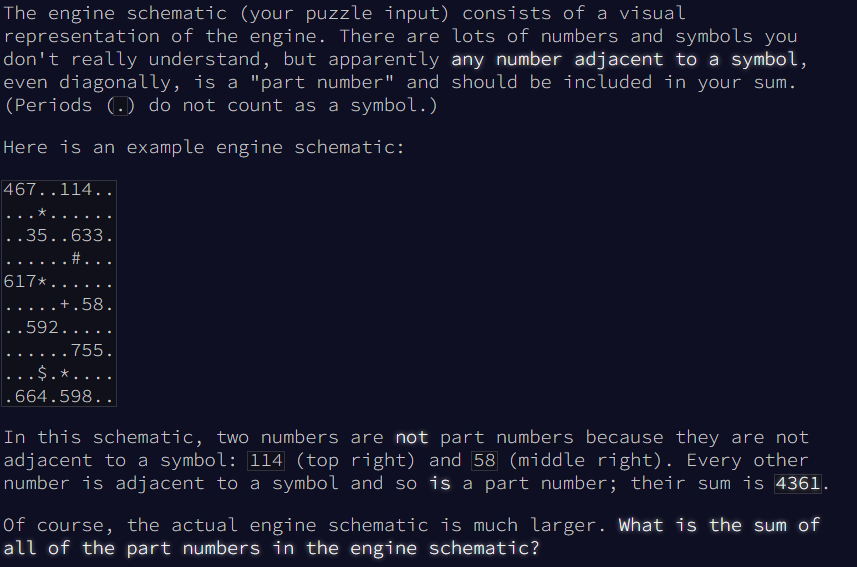 The engine schematic (your puzzle input) consists of a visual
representation of the engine. There are lots of numbers and symbols you
don't really understand, but apparently any number adjacent to a symbol,
even diagonally, is a "part number" and should be included in your sum.
(Periods (.) do not count as a symbol.)
Here is an example engine schematic:
467..114..
...*......
..35..633.
......#...
617*......
.....+.58.
..592.....
......755.
...$.*....
.664.598..
In this schematic, two numbers are not part numbers because they are not
adjacent to a symbol: 114 (top right) and 58 (middle right). Every other
number is adjacent to a symbol and so is a part number; their sum is 4361.
Of course, the actual engine schematic is much larger. What is the sum of
all of the part numbers in the engine schematic?